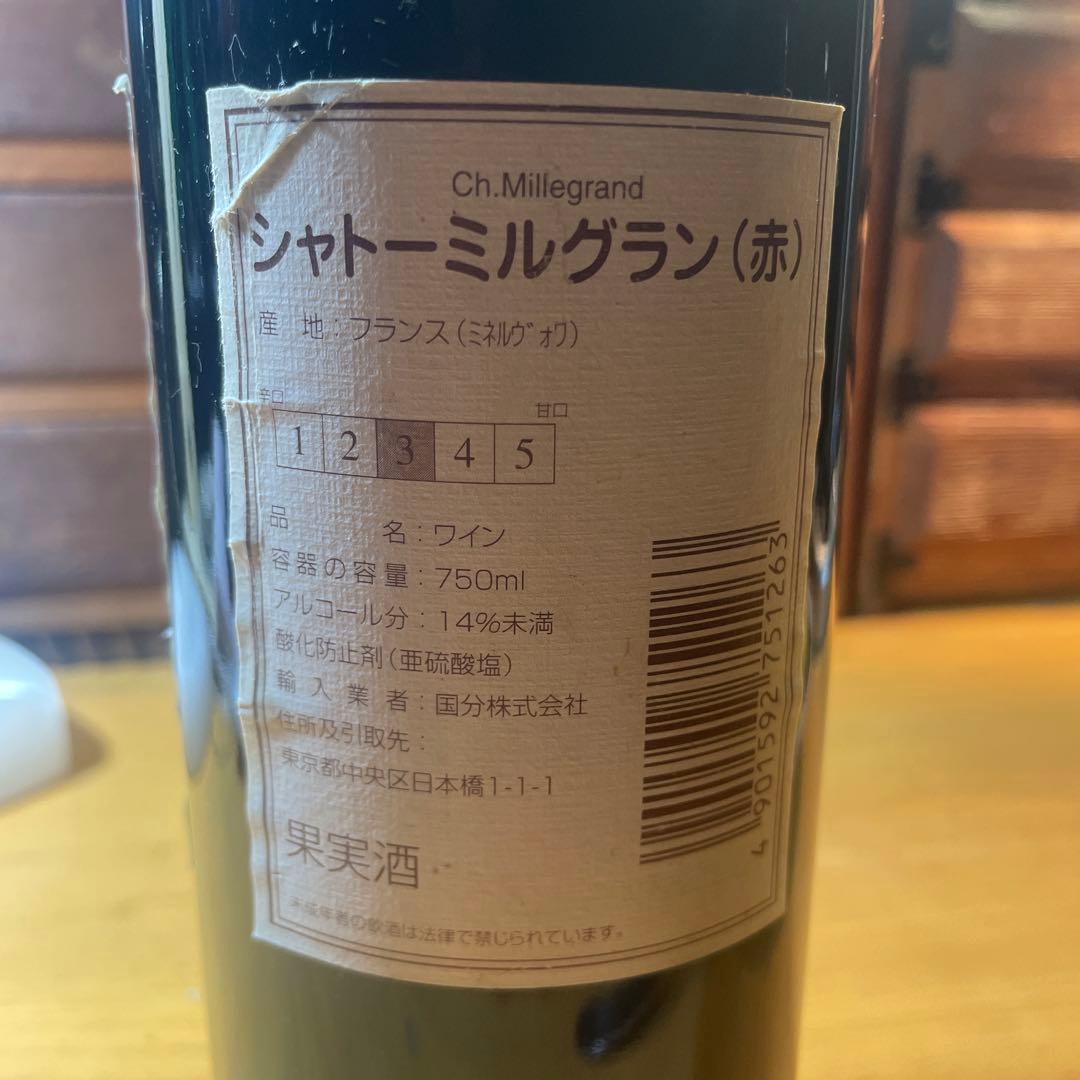 Ch.Millegrand
シャトーミルグラン(赤)
産 地:フランス(ﾐﾈﾙｳﾞｫﾜ)
辛口 甘口
1 2 3 4 5
品 名:ワイン
容器の容量:750ml
アルコール分:14%未満
酸化防止剤(亜硫酸塩)
輸入業者:国分株式会社
住所及引取先:
東京都中央区日本橋1-1-1
果実酒
未成年者の飲酒は法律で禁じられています。
4901592751263